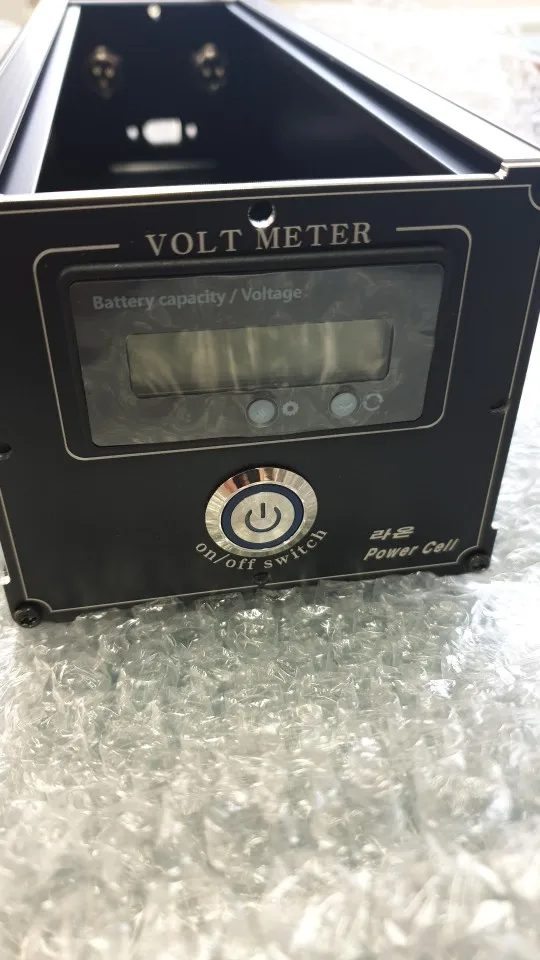 VOLT METER
Battery capacity / Voltage
on/off switch
라온
Power Cell